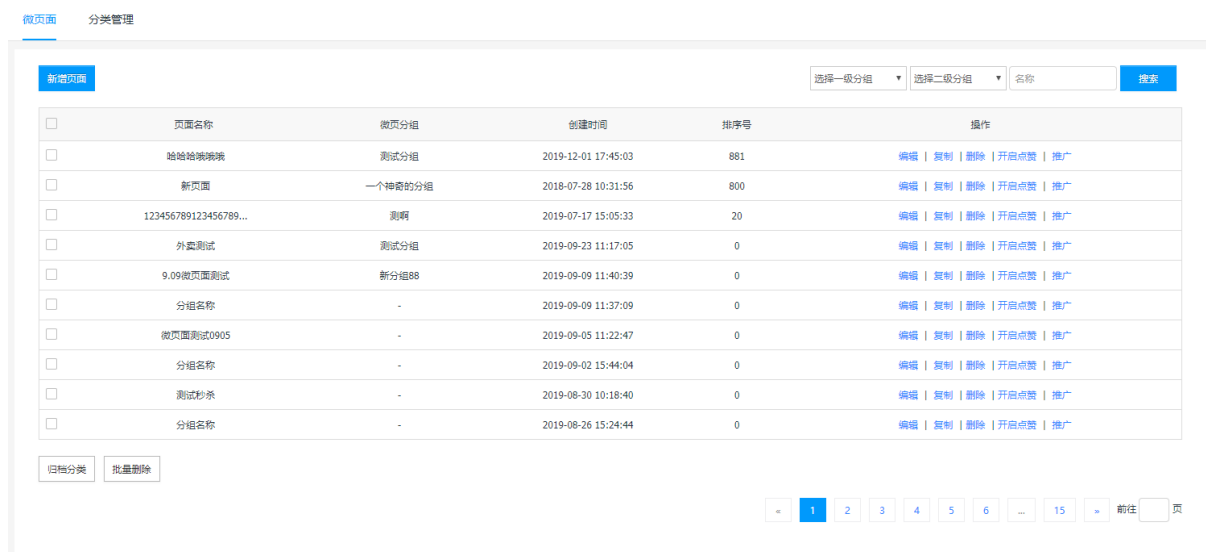 微页面 分类管理
新增页面 选择一级分组 选择二级分组 名称 搜索
页面名称 微页分组 创建时间 排序号 操作
哈哈哈哦哦哦 测试分组 2019-12-01 17:45:03 881 编辑 | 复制 | 删除 | 开启点赞 | 推广
新页面 一个神奇的分组 2018-07-28 10:31:56 800 编辑 | 复制 | 删除 | 开启点赞 | 推广
123456789123456789... 测啊 2019-07-17 15:05:33 20 编辑 | 复制 | 删除 | 开启点赞 | 推广
外卖测试 测试分组 2019-09-23 11:17:05 0 编辑 | 复制 | 删除 | 开启点赞 | 推广
9.09微页面测试 新分组88 2019-09-09 11:40:39 0 编辑 | 复制 | 删除 | 开启点赞 | 推广
分组名称 - 2019-09-09 11:37:09 0 编辑 | 复制 | 删除 | 开启点赞 | 推广
微页面测试0905 - 2019-09-05 11:22:47 0 编辑 | 复制 | 删除 | 开启点赞 | 推广
分组名称 - 2019-09-02 15:44:04 0 编辑 | 复制 | 删除 | 开启点赞 | 推广
测试秒杀 - 2019-08-30 10:18:40 0 编辑 | 复制 | 删除 | 开启点赞 | 推广
分组名称 - 2019-08-26 15:24:44 0 编辑 | 复制 | 删除 | 开启点赞 | 推广
归档分类 批量删除
« 1 2 3 4 5 6 ... 15 » 前往 页